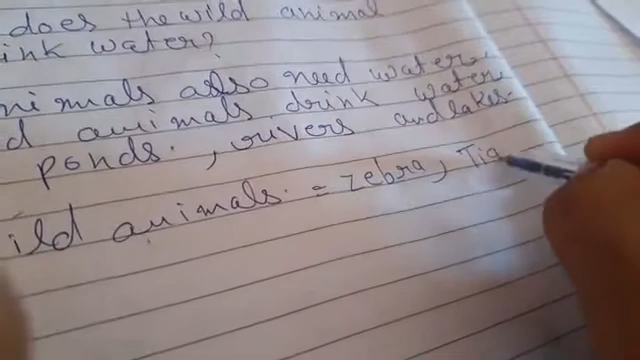 does the wild animal
ink water?
nimals also need water.
d animals drink water
ponds. , rivers and lakes.
ild animals. = zebra, Tig